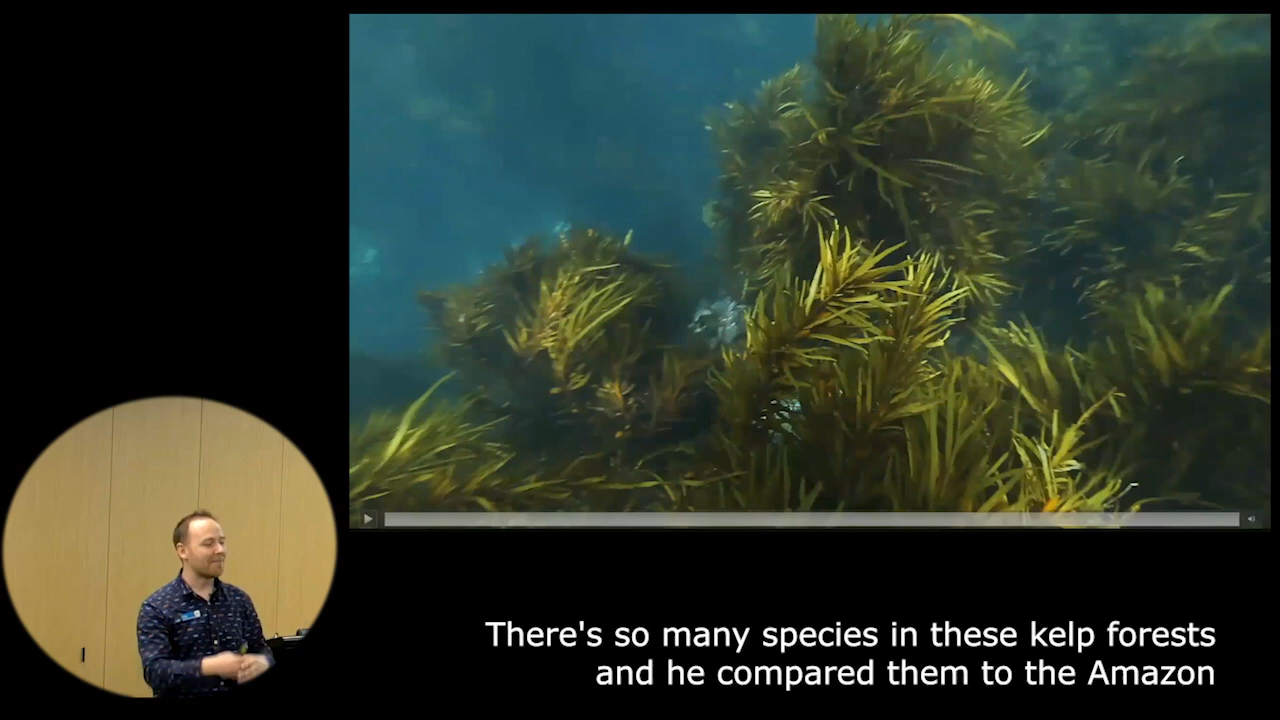 There's so many species in these kelp forests
and he compared them to the Amazon